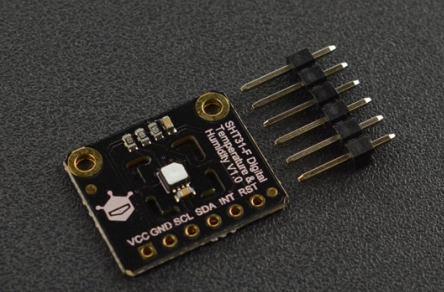 SHT31-F Digital
Temperature &
Humidity V1.0
VCC GND SCL SDA INT RST